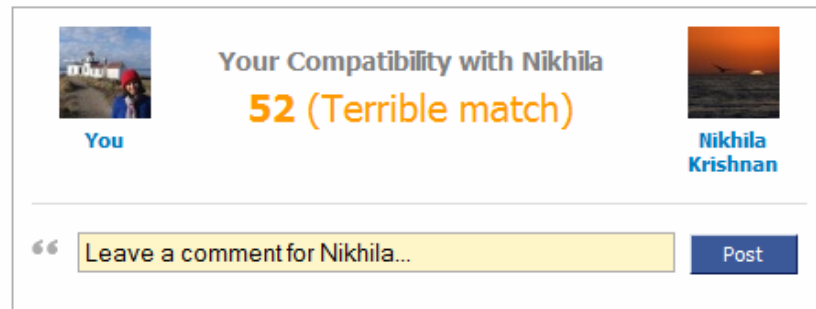 Your Compatibility with Nikhila
52 (Terrible match)
You
Nikhila
Krishnan
“ Leave a comment for Nikhila...
Post